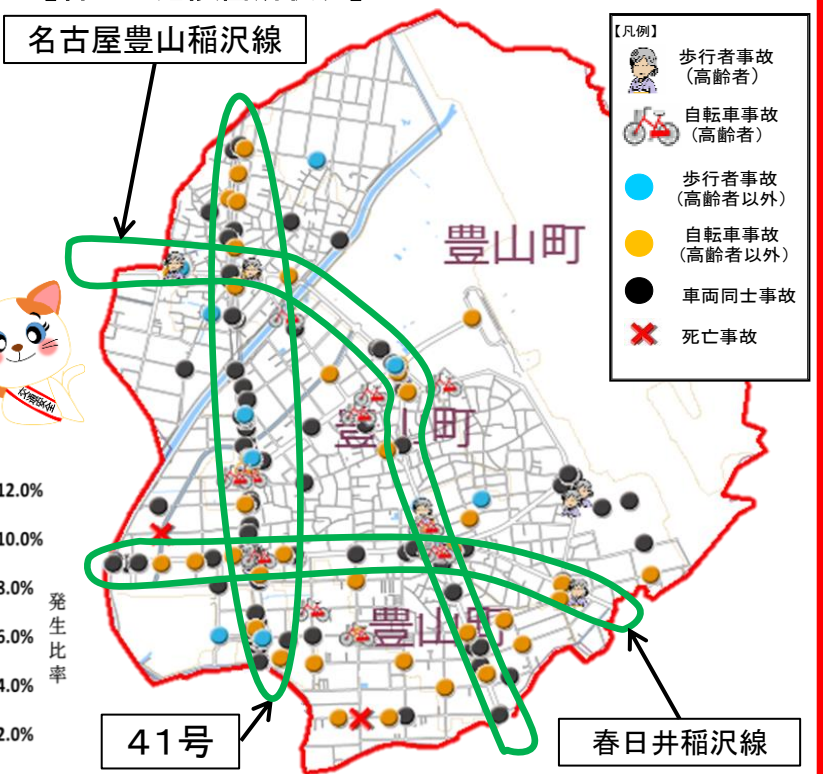 名古屋豊山稲沢線
【凡例】
歩行者事故
（高齢者）
自転車事故
（高齢者）
歩行者事故
（高齢者以外）
自転車事故
（高齢者以外）
車両同士事故
死亡事故
豊山町
豊山町
豊山町
12.0%
10.0%
8.0%
6.0%
4.0%
2.0%
発生比率
41号
春日井稲沢線